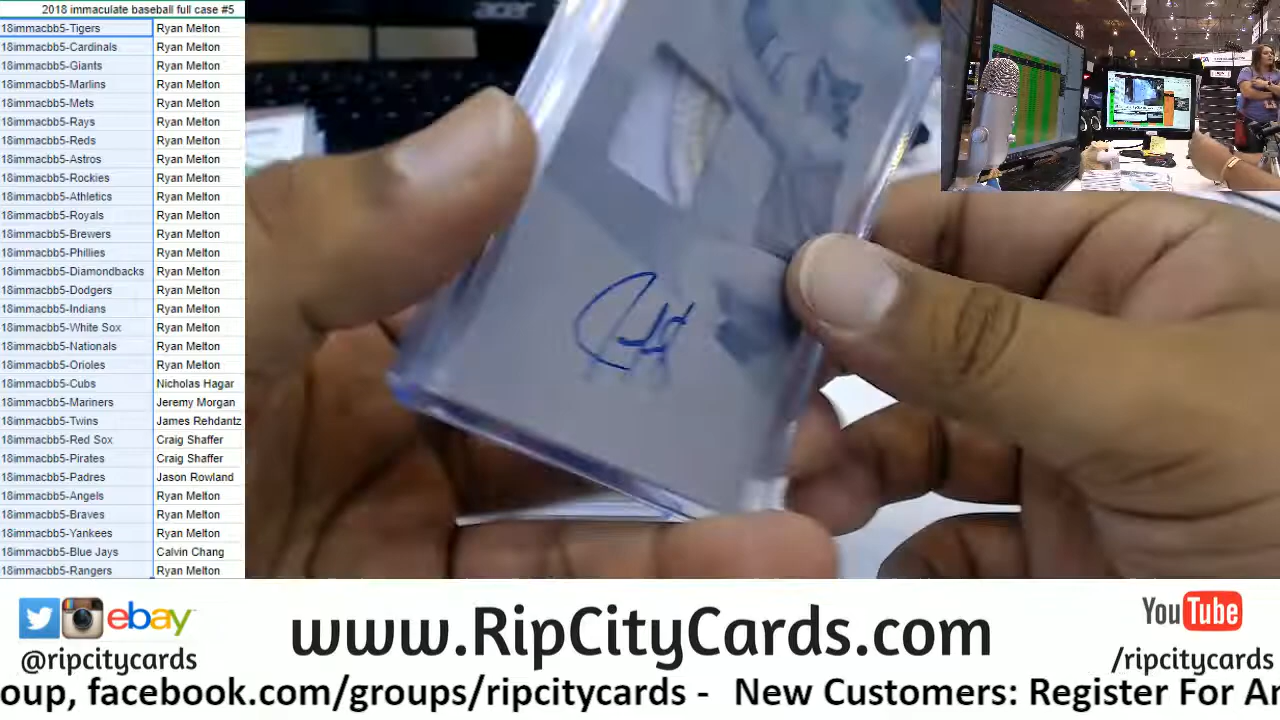 2018 immaculate baseball full case #5
18immacbb5-Tigers Ryan Melton
18immacbb5-Cardinals Ryan Melton
18immacbb5-Giants Ryan Melton
18immacbb5-Marlins Ryan Melton
18immacbb5-Mets Ryan Melton
18immacbb5-Rays Ryan Melton
18immacbb5-Reds Ryan Melton
18immacbb5-Astros Ryan Melton
18immacbb5-Rockies Ryan Melton
18immacbb5-Athletics Ryan Melton
18immacbb5-Royals Ryan Melton
18immacbb5-Brewers Ryan Melton
18immacbb5-Phillies Ryan Melton
18immacbb5-Diamondbacks Ryan Melton
18immacbb5-Dodgers Ryan Melton
18immacbb5-Indians Ryan Melton
18immacbb5-White Sox Ryan Melton
18immacbb5-Nationals Ryan Melton
18immacbb5-Orioles Ryan Melton
18immacbb5-Cubs Nicholas Hagar
18immacbb5-Mariners Jeremy Morgan
18immacbb5-Twins James Rehdantz
18immacbb5-Red Sox Craig Shaffer
18immacbb5-Pirates Craig Shaffer
18immacbb5-Padres Jason Rowland
18immacbb5-Angels Ryan Melton
18immacbb5-Braves Ryan Melton
18immacbb5-Yankees Ryan Melton
18immacbb5-Blue Jays Calvin Chang
18immacbb5-Rangers Ryan Melton
acer
ebay
@ripcitycards
www.RipCityCards.com
YouTube
/ripcitycards
oup, facebook.com/groups/ripcitycards - New Customers: Register For An